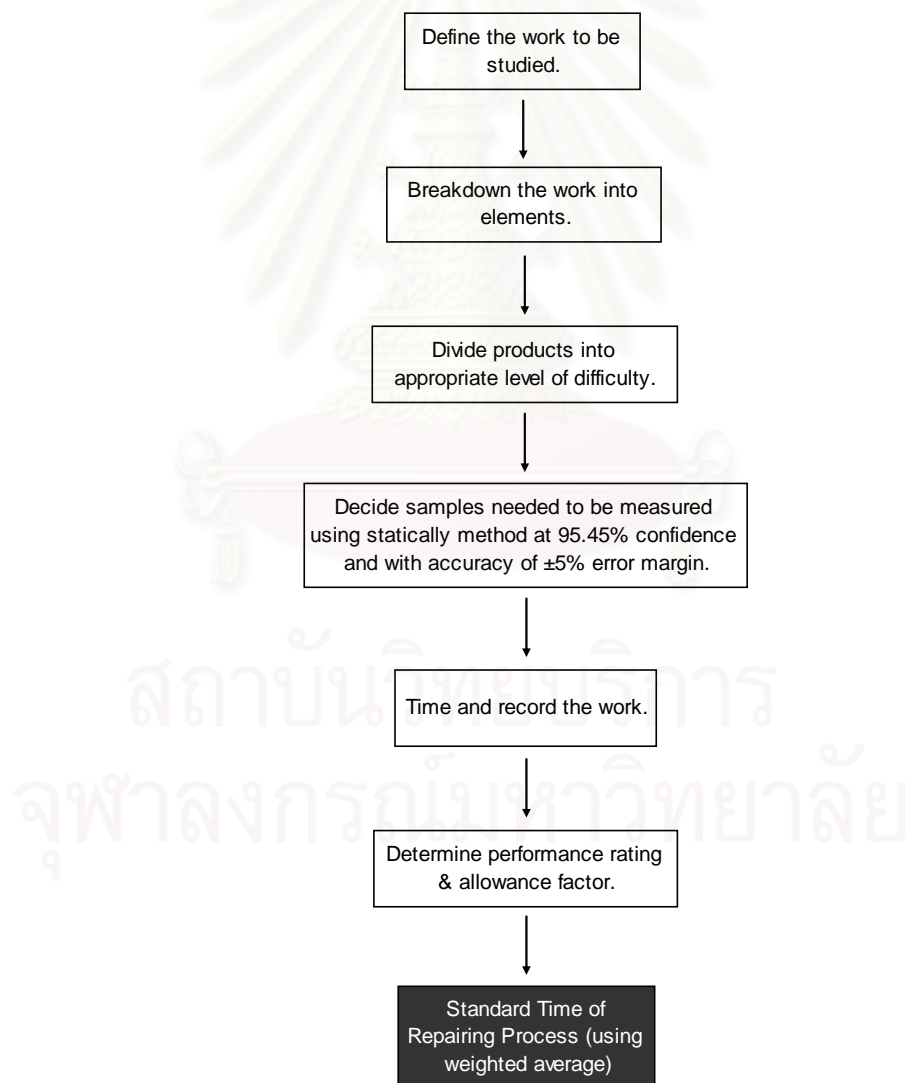 Define the work to be
studied.
Breakdown the work into
elements.
Divide products into
appropriate level of difficulty.
Decide samples needed to be measured
using statically method at 95.45% confidence
and with accuracy of ±5% error margin.
สถาบันวิทยบริการ
Time and record the work.
จุฬาลงกรณ์มหาวิทยาลัย
Determine performance rating
& allowance factor.
Standard Time of
Repairing Process (using
weighted average)